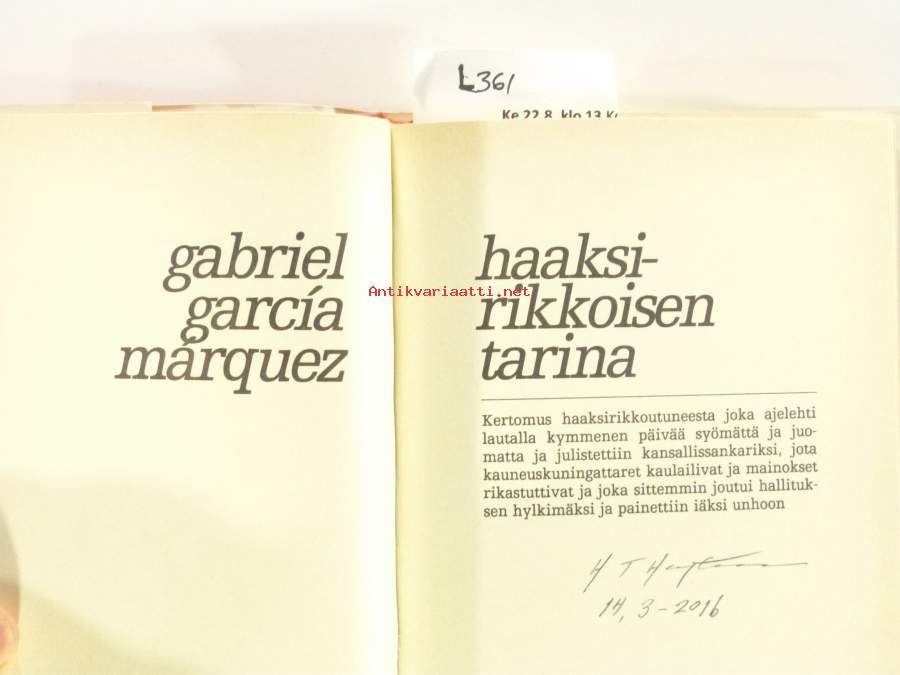 L361
Ke 22.8. klo 13
gabriel
garcía
márquez
haaksi-
rikkoisen
tarina
Antikvariaatti.net
Kertomus haaksirikkoutuneesta joka ajelehti
lautalla kymmenen päivää syömättä ja juo-
matta ja julistettiin kansallissankariksi, jota
kauneuskuningattaret kaulailivat ja mainokset
rikastuttivat ja joka sittemmin joutui hallituk-
sen hylkimäksi ja painettiin iäksi unhoon
H T
14, 3-2016